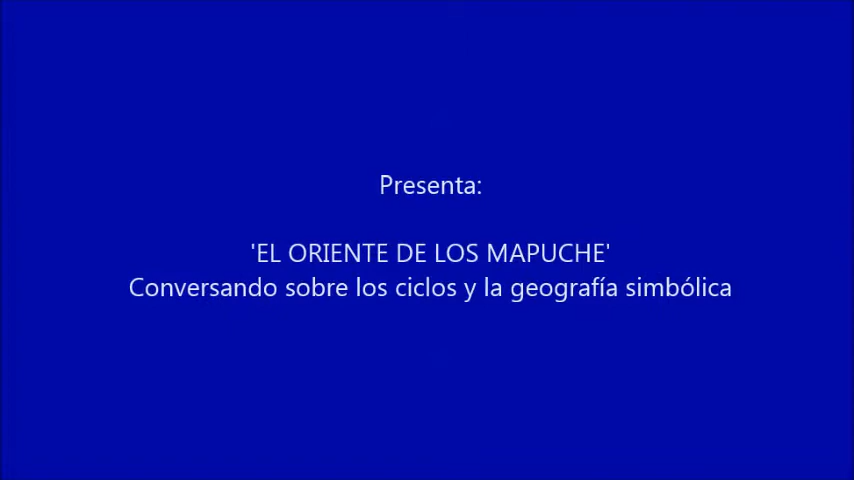 Presenta:
'EL ORIENTE DE LOS MAPUCHE'
Conversando sobre los ciclos y la geografía simbólica